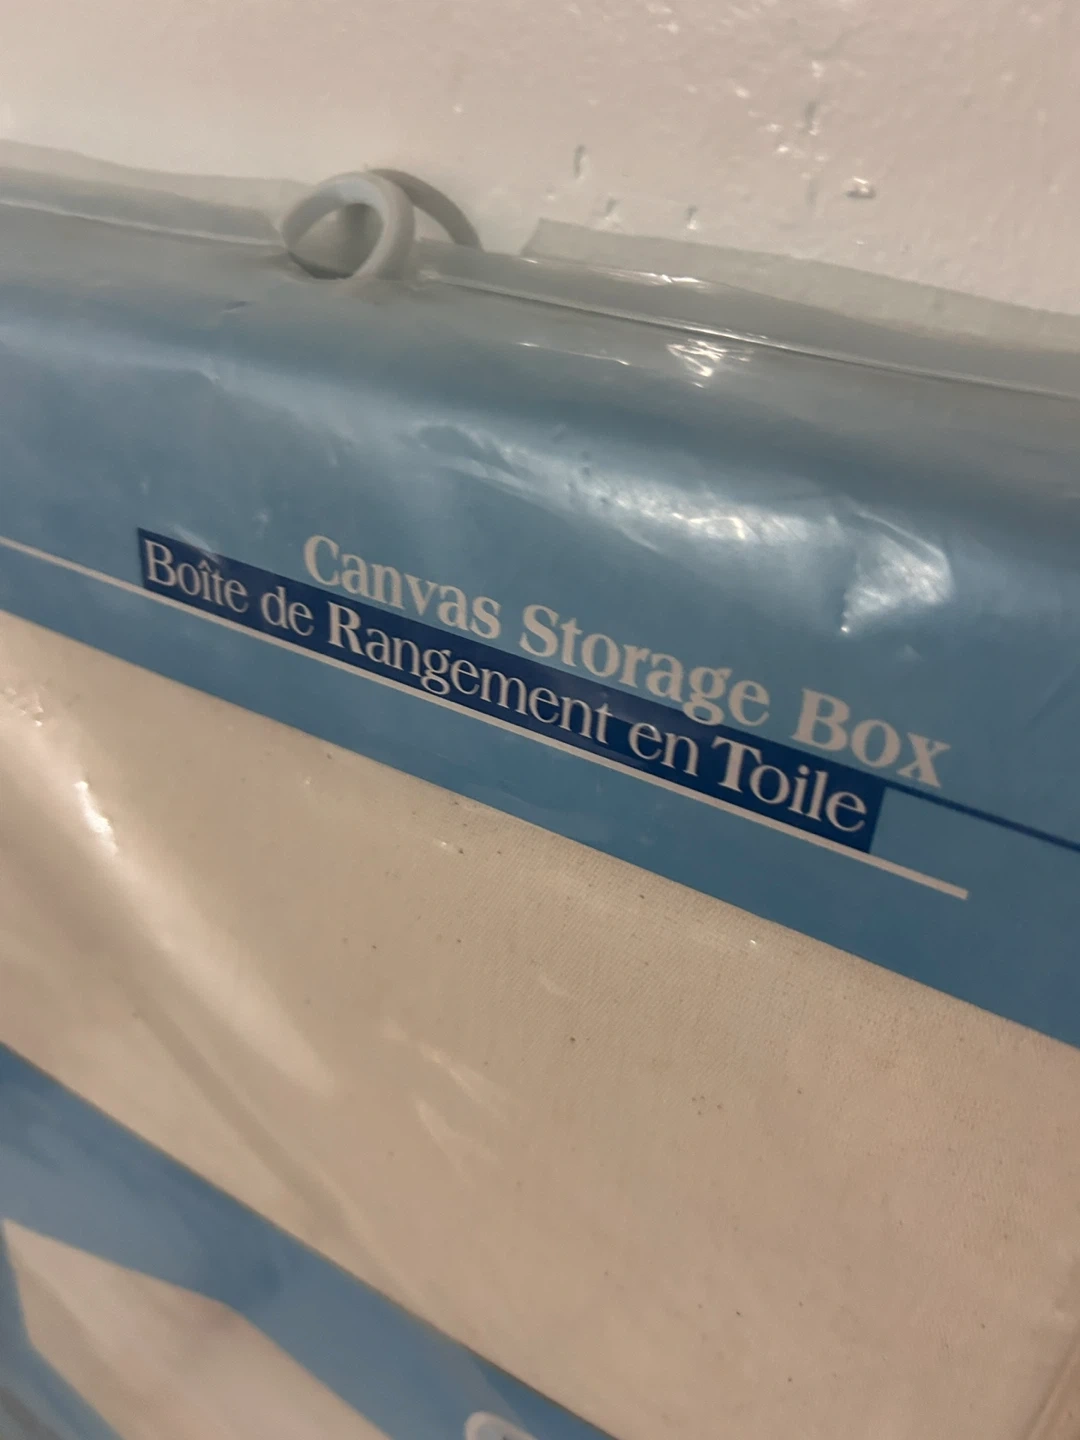 Canvas Storage Box
Boîte de Rangement en Toile